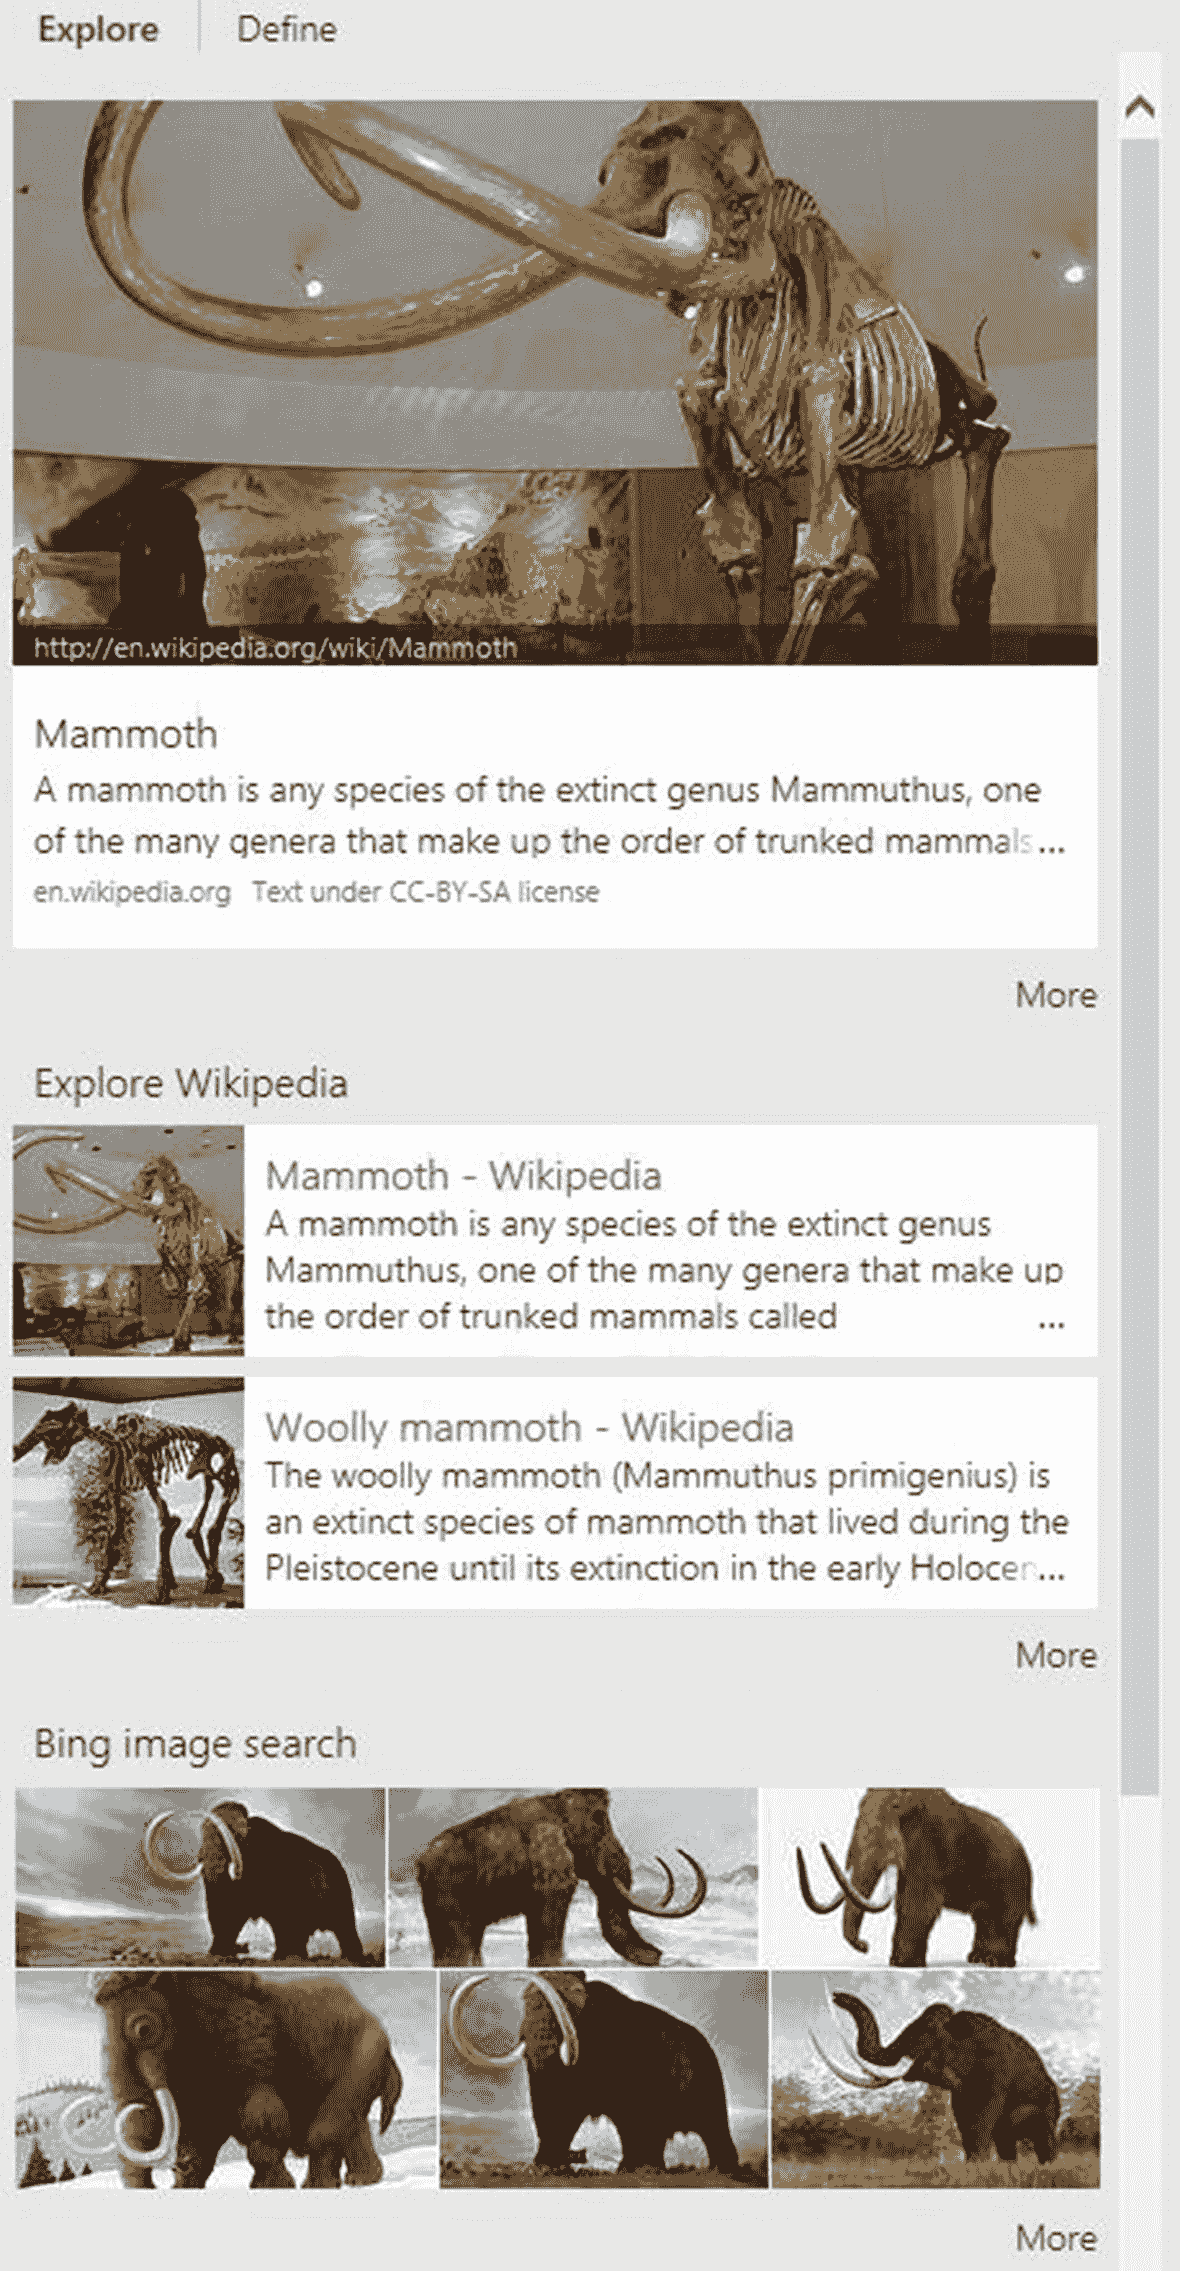 Explore Define
http://en.wikipedia.org/wiki/Mammoth
Mammoth
A mammoth is any species of the extinct genus Mammuthus, one
of the many genera that make up the order of trunked mammals...
en.wikipedia.org Text under CC-BY-SA license
More
Explore Wikipedia
Mammoth - Wikipedia
A mammoth is any species of the extinct genus
Mammuthus, one of the many genera that make up
the order of trunked mammals called ...
Woolly mammoth - Wikipedia
The woolly mammoth (Mammuthus primigenius) is
an extinct species of mammoth that lived during the
Pleistocene until its extinction in the early Holocen...
More
Bing image search
More